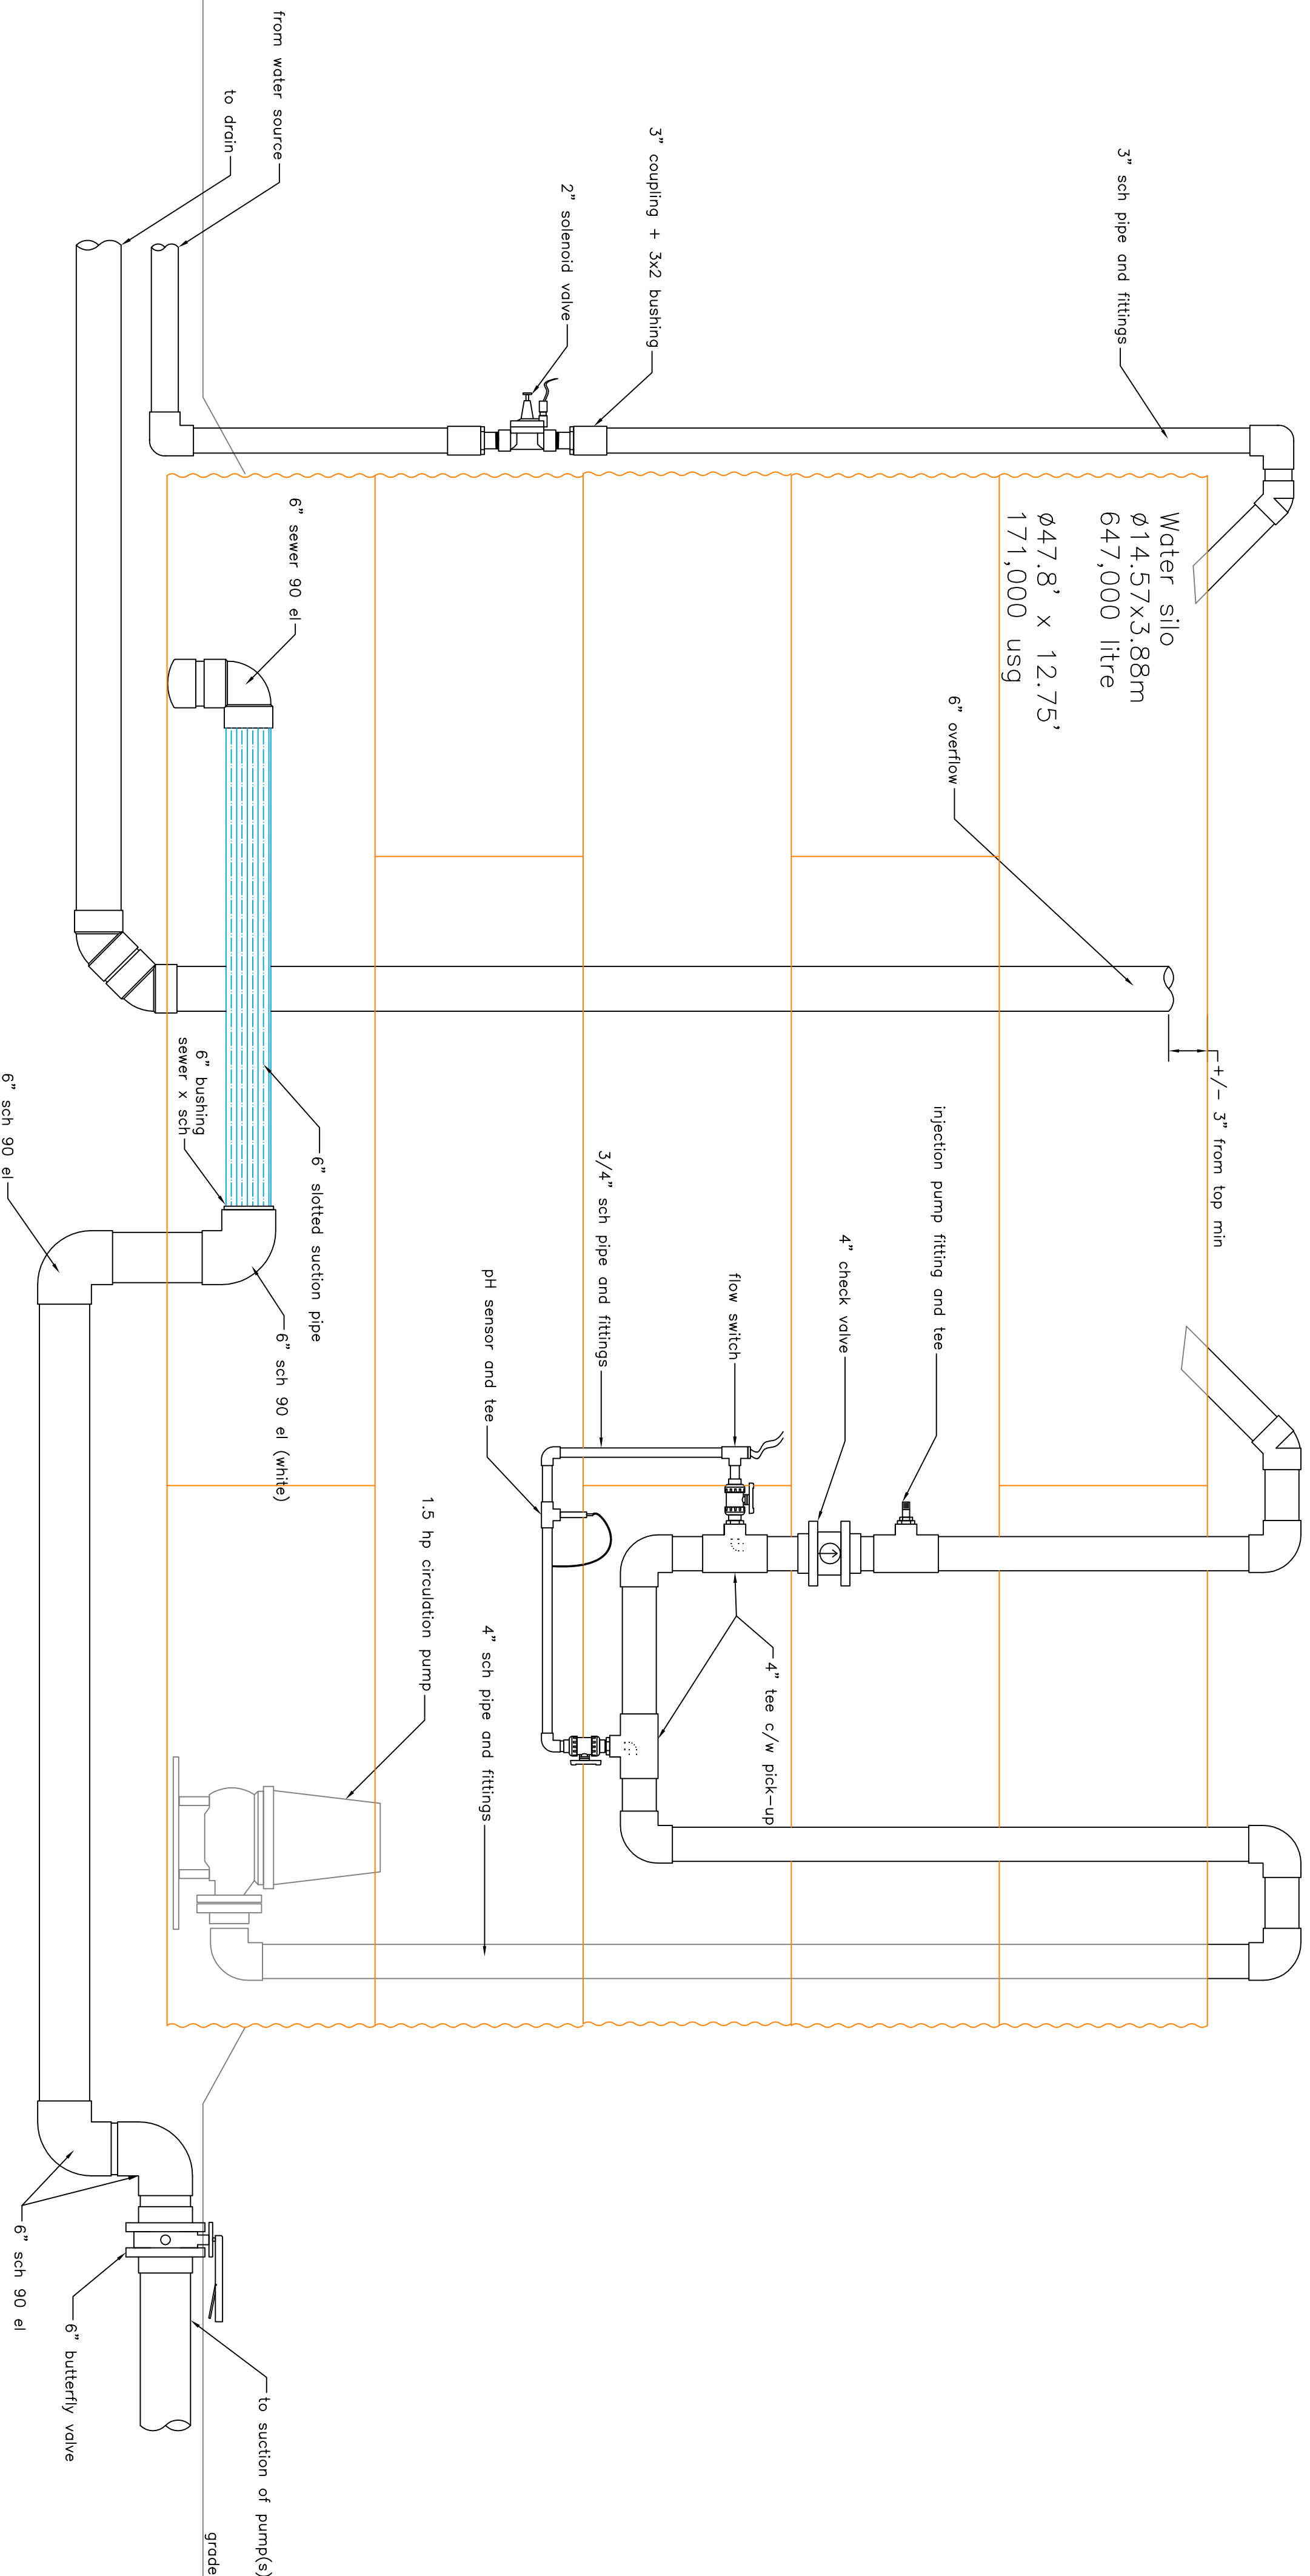 from water source
to drain
3" coupling + 3x2 bushing
2" solenoid valve
3" sch pipe and fittings
Water silo
ø14.57x3.88m
647,000 litre
ø47.8' x 12.75'
171,000 usg
6" overflow
+/- 3" from top min
6" sewer 90 el
6" slotted suction pipe
6" bushing
sewer x sch
6" sch 90 el (white)
6" sch 90 el
injection pump fitting and tee
4" check valve
flow switch
3/4" sch pipe and fittings
pH sensor and tee
4" tee c/w pick-up
1.5 hp circulation pump
4" sch pipe and fittings
6" sch 90 el
6" butterfly valve
to suction of pump(s)
grade